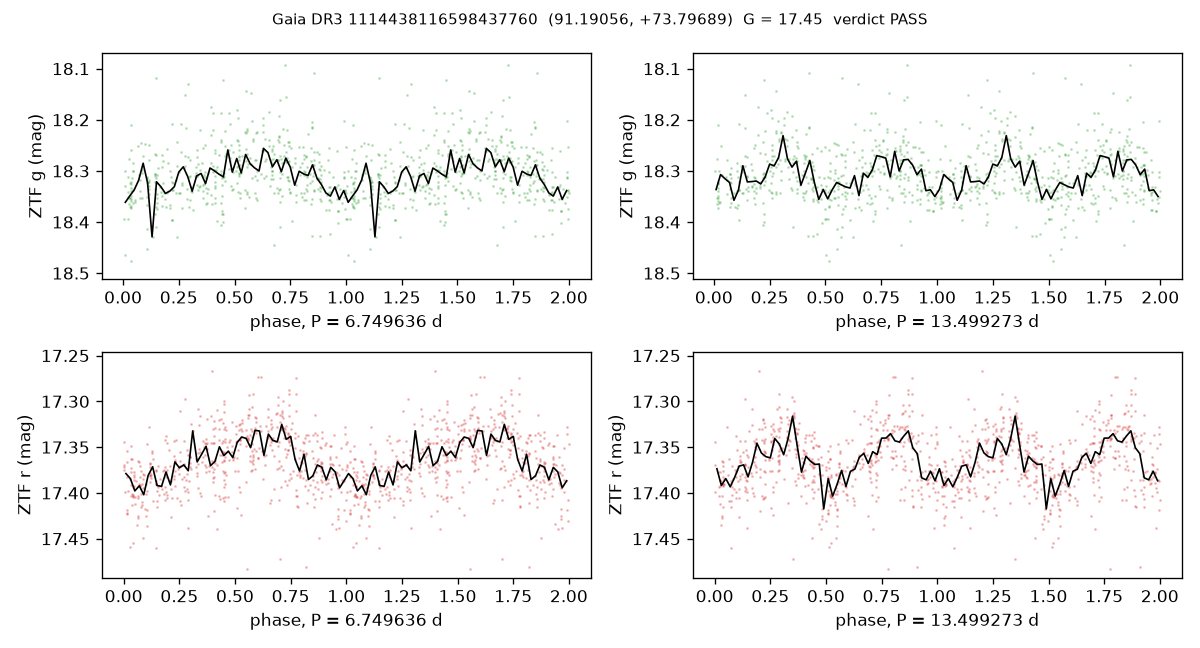 Gaia DR3 1114438116598437760 (91.19056, +73.79689) G = 17.45 verdict PASS
ZTF g (mag)
18.1
18.2
18.3
18.4
18.5
0.00 0.25 0.50 0.75 1.00 1.25 1.50 1.75 2.00
phase, P = 6.749636 d
ZTF g (mag)
18.1
18.2
18.3
18.4
18.5
0.00 0.25 0.50 0.75 1.00 1.25 1.50 1.75 2.00
phase, P = 13.499273 d
ZTF r (mag)
17.25
17.30
17.35
17.40
17.45
0.00 0.25 0.50 0.75 1.00 1.25 1.50 1.75 2.00
phase, P = 6.749636 d
ZTF r (mag)
17.25
17.30
17.35
17.40
17.45
0.00 0.25 0.50 0.75 1.00 1.25 1.50 1.75 2.00
phase, P = 13.499273 d